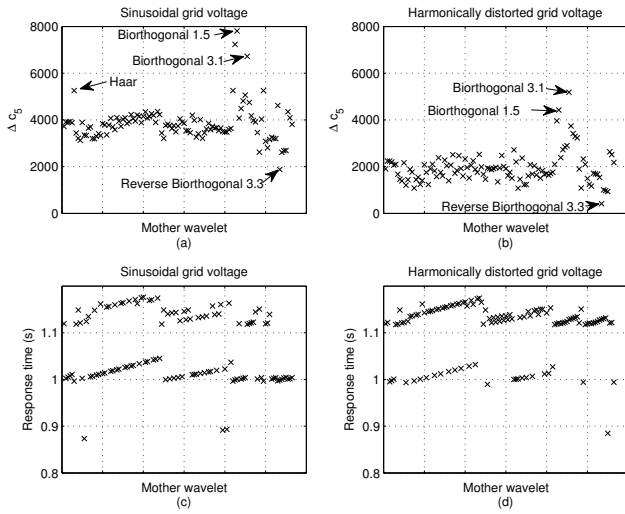 Sinusoidal grid voltage
8000
6000
4000
2000
0
Δ c5
Biorthogonal 1.5
Biorthogonal 3.1
Haar
Reverse Biorthogonal 3.3
Mother wavelet
(a)
Harmonically distorted grid voltage
8000
6000
4000
2000
0
Δ c5
Biorthogonal 3.1
Biorthogonal 1.5
Reverse Biorthogonal 3.3
Mother wavelet
(b)
Sinusoidal grid voltage
1.1
1
0.9
0.8
Response time (s)
Mother wavelet
(c)
Harmonically distorted grid voltage
1.1
1
0.9
0.8
Response time (s)
Mother wavelet
(d)